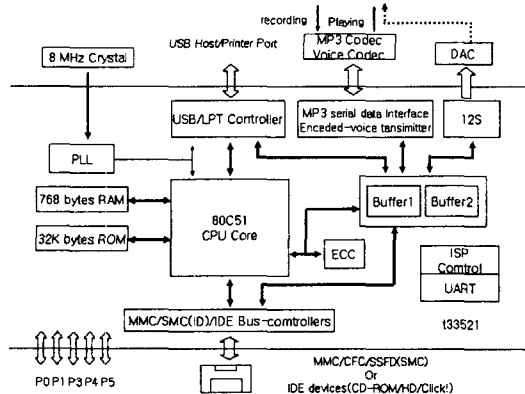 recording
Playing
USB Host/Printer Port
MP3 Codec
Voice Codec
8 MHz Crystal
DAC
USB/LPT Controller
MP3 serial data Interface
Enceded-voice tansimitter
12S
PLL
768 bytes RAM
80C51
CPU Core
Buffer1
Buffer2
32K bytes ROM
ECC
ISP
Comtrol
UART
MMC/SMC(ID)/IDE Bus-comtrollers
t33521
MMC/CFC/SSFD(SMC)
Or
IDE devices(CD-ROM/HD/Click!)
P0 P1 P3 P4 P5